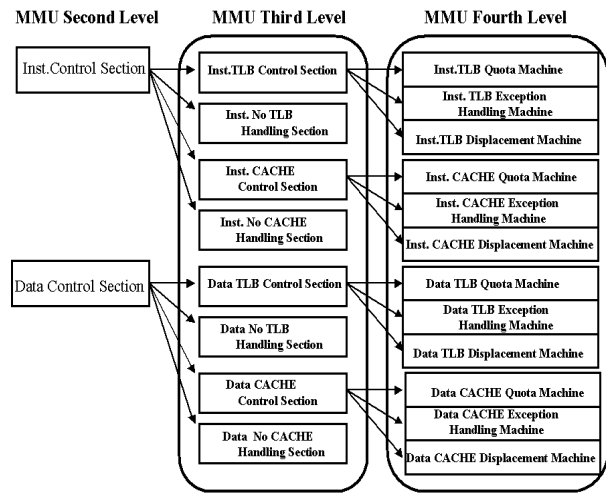 MMU Second Level
MMU Third Level
MMU Fourth Level
Inst.Control Section
Inst.TLB Control Section
Inst. No TLB
Handling Section
Inst. CACHE
Control Section
Inst. No CACHE
Handling Section
Inst.TLB Quota Machine
Inst. TLB Exception
Handling Machine
Inst.TLB Displacement Machine
Inst. CACHE Quota Machine
Inst. CACHE Exception
Handling Machine
Inst. CACHE Displacement Machine
Data Control Section
Data TLB Control Section
Data No TLB
Handling Section
Data CACHE
Control Section
Data No CACHE
Handling Section
Data TLB Quota Machine
Data TLB Exception
Handling Machine
Data TLB Displacement Machine
Data CACHE Quota Machine
Data CACHE Exception
Handling Machine
Data CACHE Displacement Machine